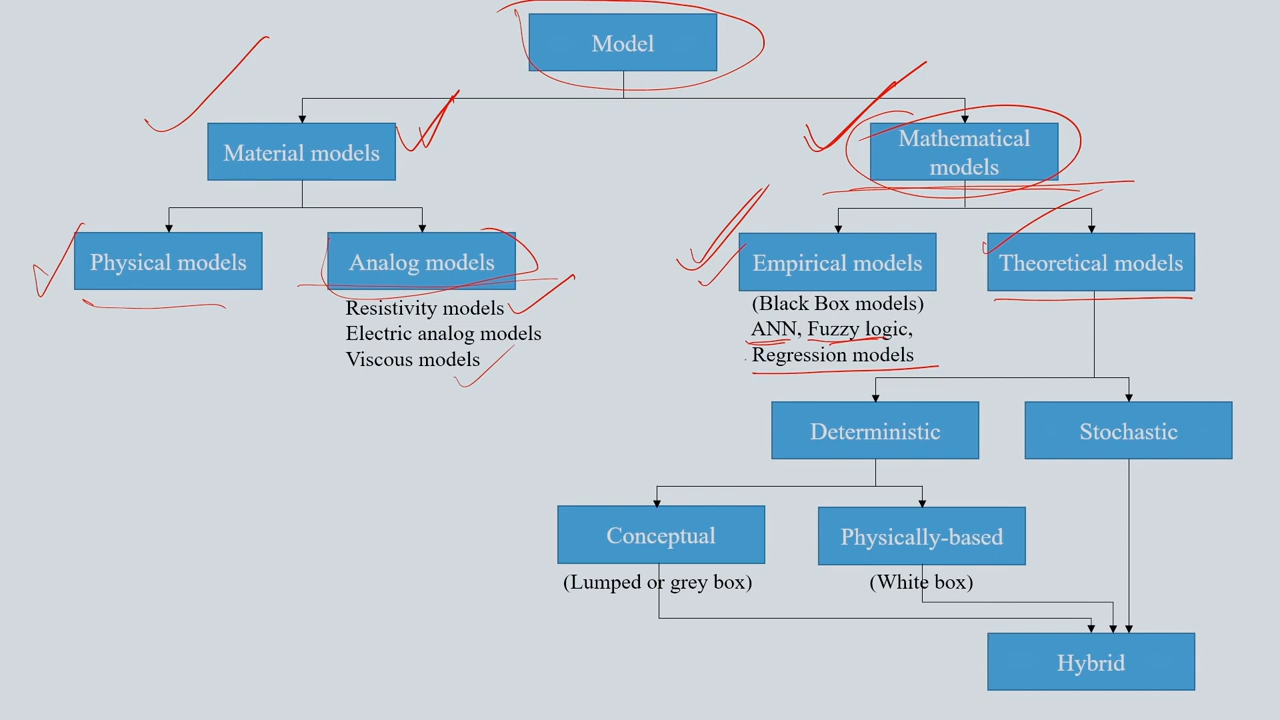 Model
Material models
Mathematical
models
Physical models
Analog models
Empirical models
Theoretical models
Resistivity models
Electric analog models
Viscous models
(Black Box models)
ANN, Fuzzy logic,
Regression models
Deterministic
Stochastic
Conceptual
Physically-based
(Lumped or grey box)
(White box)
Hybrid